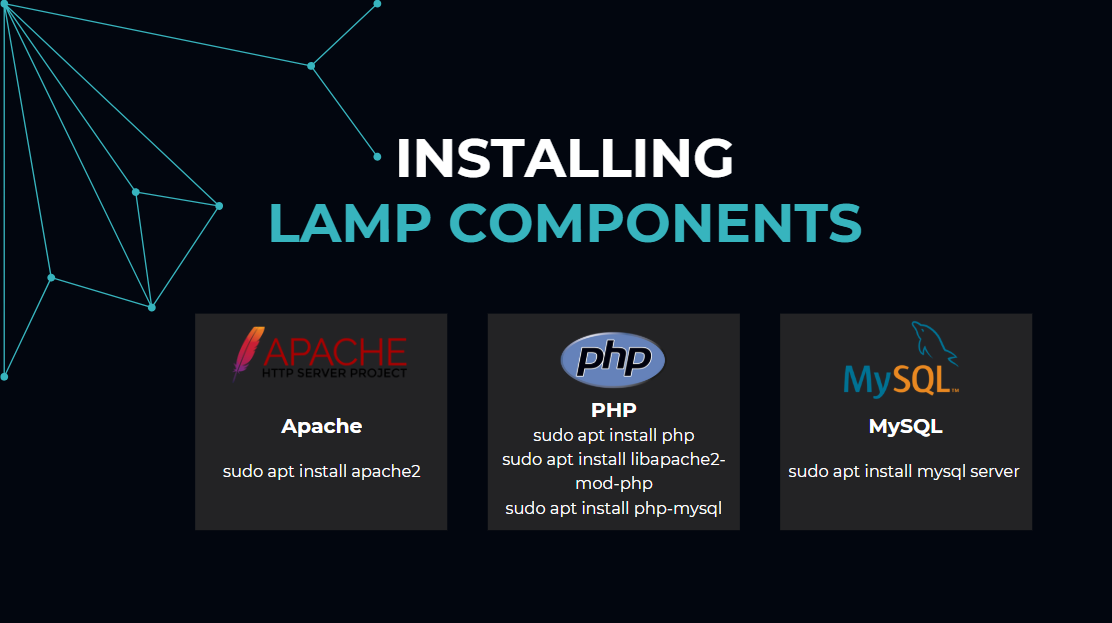 INSTALLING
LAMP COMPONENTS
APACHE
HTTP SERVER PROJECT
Apache
sudo apt install apache2
php
PHP
sudo apt install php
sudo apt install libapache2-
mod-php
sudo apt install php-mysql
MySQL™
MySQL
sudo apt install mysql server